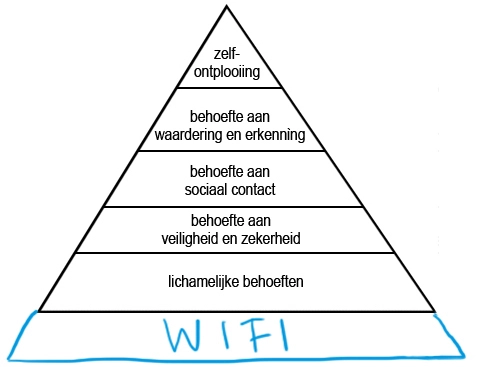 zelf-
ontplooiing
behoefte aan
waardering en erkenning
behoefte aan
sociaal contact
behoefte aan
veiligheid en zekerheid
lichamelijke behoeften
WIFI